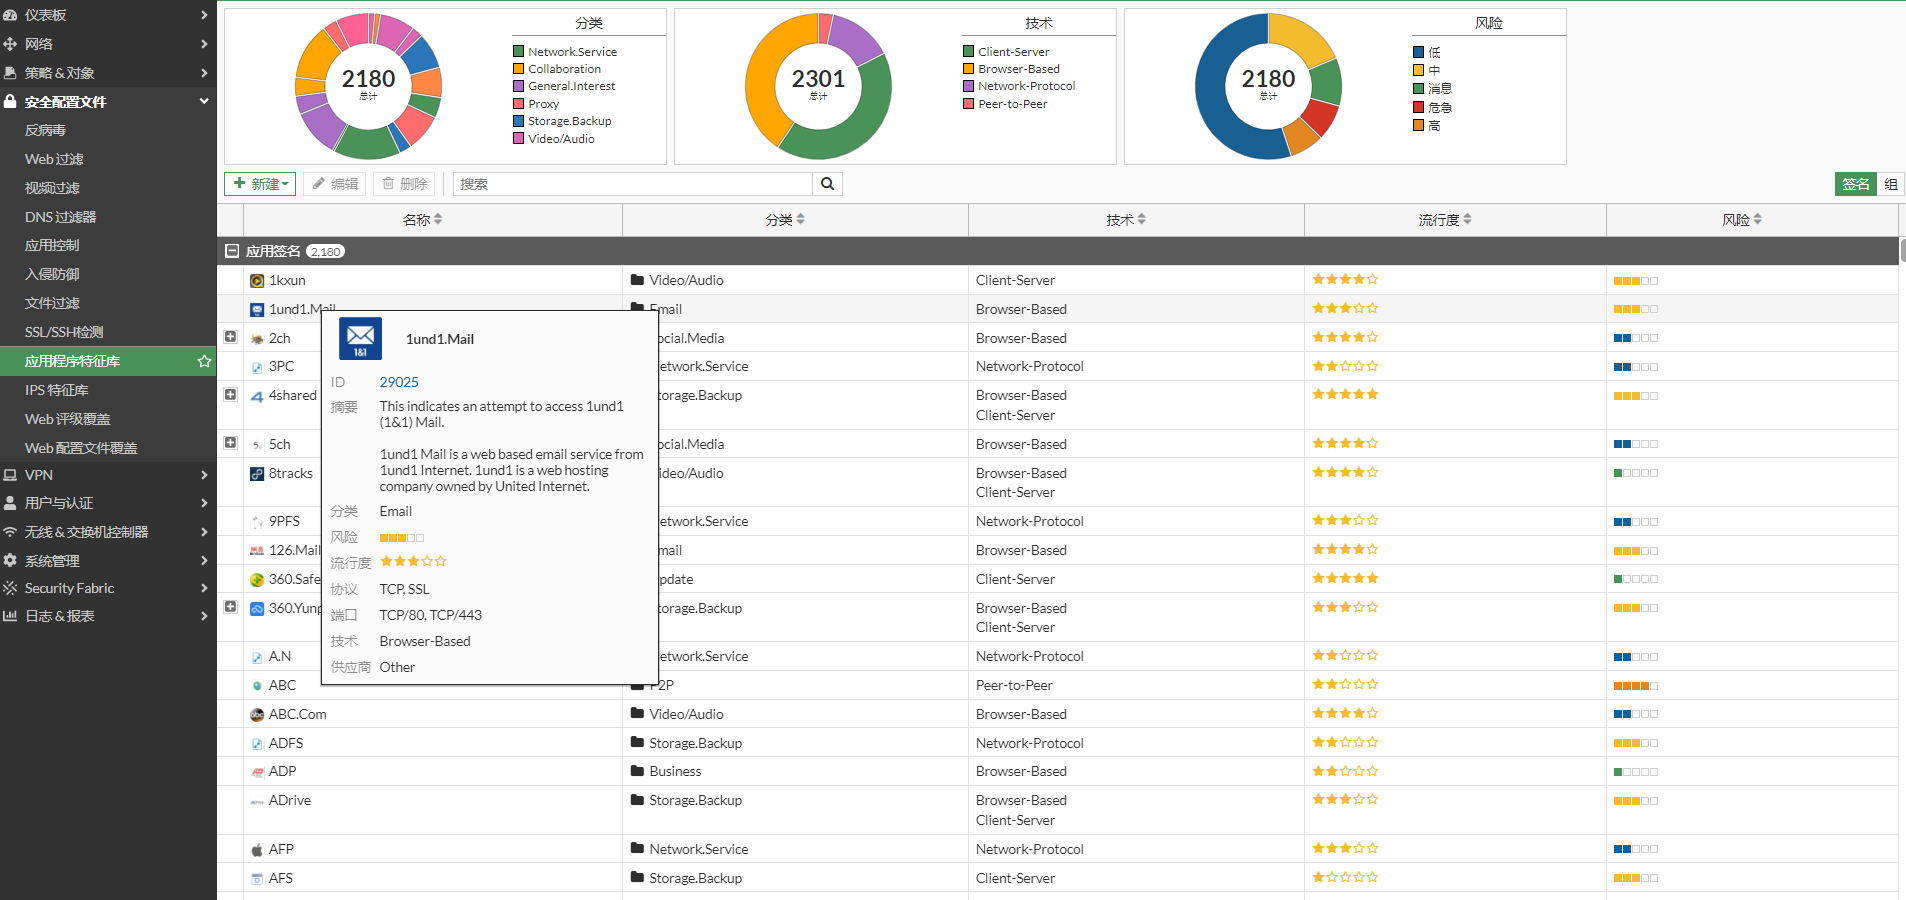 仪表板
网络
策略 & 对象
安全配置文件
反病毒
Web 过滤
视频过滤
DNS 过滤器
应用控制
入侵防御
文件过滤
SSL/SSH检测
应用程序特征库
IPS 特征库
Web 评级覆盖
Web 配置文件覆盖
VPN
用户与认证
无线 & 交换机控制器
系统管理
Security Fabric
日志 & 报表
2180
总计
分类
Network.Service
Collaboration
General.Interest
Proxy
Storage.Backup
Video/Audio
2301
总计
技术
Client-Server
Browser-Based
Network-Protocol
Peer-to-Peer
2180
总计
风险
低
中
消息
危急
高
新建 编辑 删除 搜索 签名 组
名称 分类 技术 流行度 风险
应用签名 2,180
1kxun Video/Audio Client-Server
1und1.Mail Email Browser-Based
2ch ocial.Media Browser-Based
3PC etwork.Service Network-Protocol
4shared torage.Backup Browser-Based
Client-Server
5ch ocial.Media Browser-Based
8tracks ideo/Audio Browser-Based
Client-Server
9PFS etwork.Service Network-Protocol
126.Mail mail Browser-Based
360.Safe pdate Client-Server
360.Yunp torage.Backup Browser-Based
Client-Server
A.N etwork.Service Network-Protocol
ABC P2P Peer-to-Peer
ABC.Com Video/Audio Browser-Based
ADFS Storage.Backup Network-Protocol
ADP Business Browser-Based
ADrive Storage.Backup Browser-Based
Client-Server
AFP Network.Service Network-Protocol
AFS Storage.Backup Client-Server
1&1
1und1.Mail
ID 29025
摘要 This indicates an attempt to access 1und1
(1&1) Mail.
1und1 Mail is a web based email service from
1und1 Internet. 1und1 is a web hosting
company owned by United Internet.
分类 Email
风险
流行度
协议 TCP, SSL
端口 TCP/80, TCP/443
技术 Browser-Based
供应商 Other